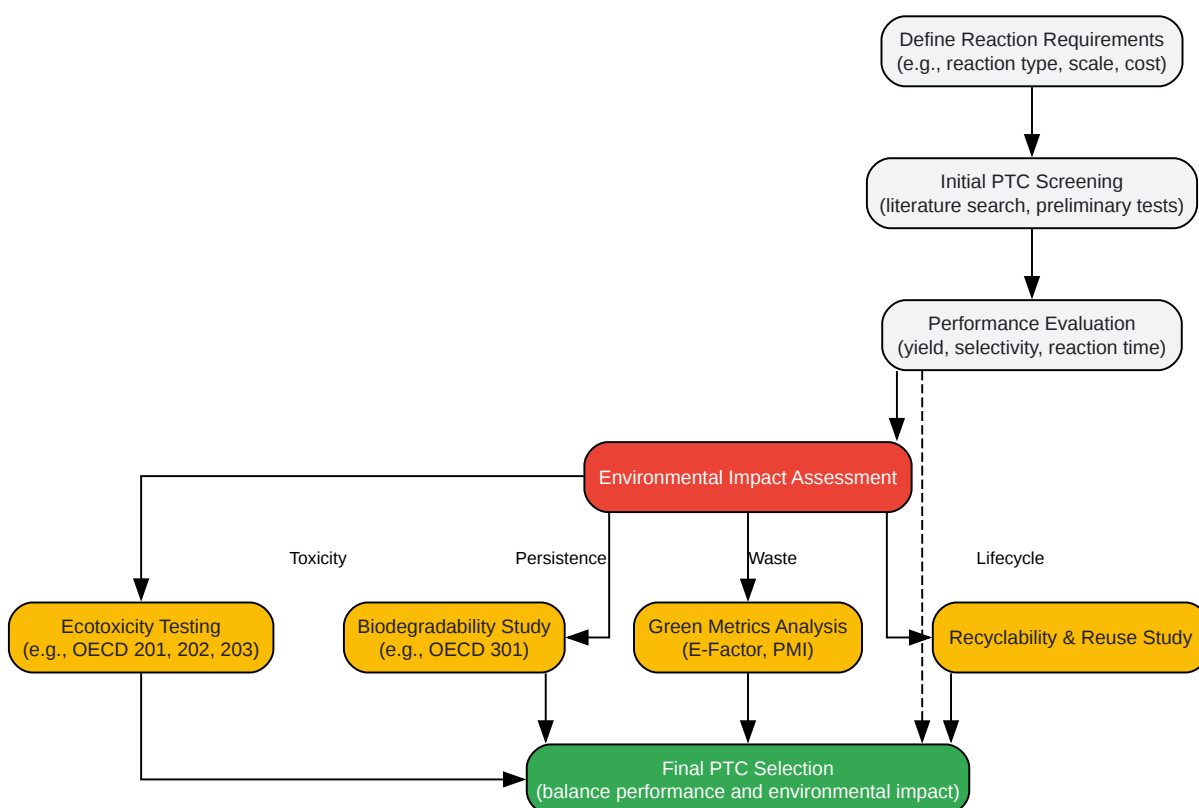 Define Reaction Requirements
(e.g., reaction type, scale, cost)
Initial PTC Screening
(literature search, preliminary tests)
Performance Evaluation
(yield, selectivity, reaction time)
Environmental Impact Assessment
Toxicity
Persistence
Waste
Lifecycle
Ecotoxicity Testing
(e.g., OECD 201, 202, 203)
Biodegradability Study
(e.g., OECD 301)
Green Metrics Analysis
(E-Factor, PMI)
Recyclability & Reuse Study
Final PTC Selection
(balance performance and environmental impact)